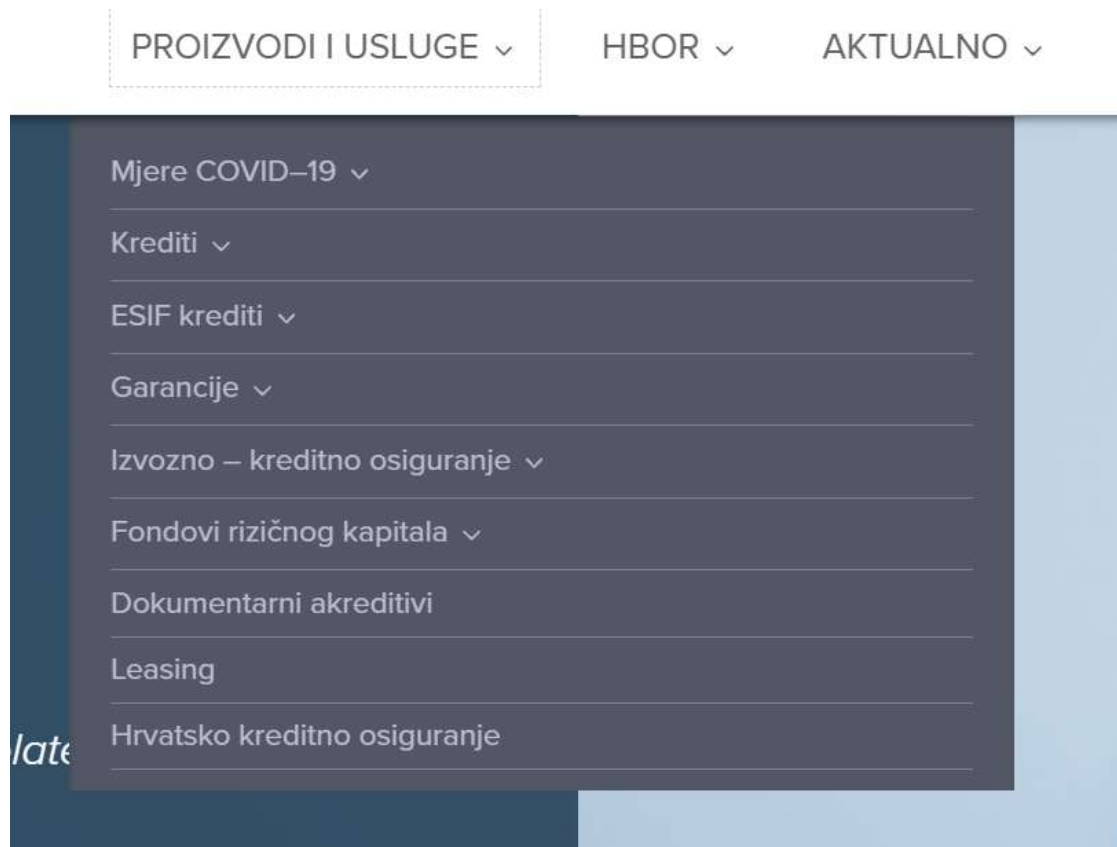 PROIZVODI I USLUGE HBOR AKTUALNO
Mjere COVID–19
Krediti
ESIF krediti
Garancije
Izvozno – kreditno osiguranje
Fondovi rizičnog kapitala
Dokumentarni akreditivi
Leasing
Hrvatsko kreditno osiguranje